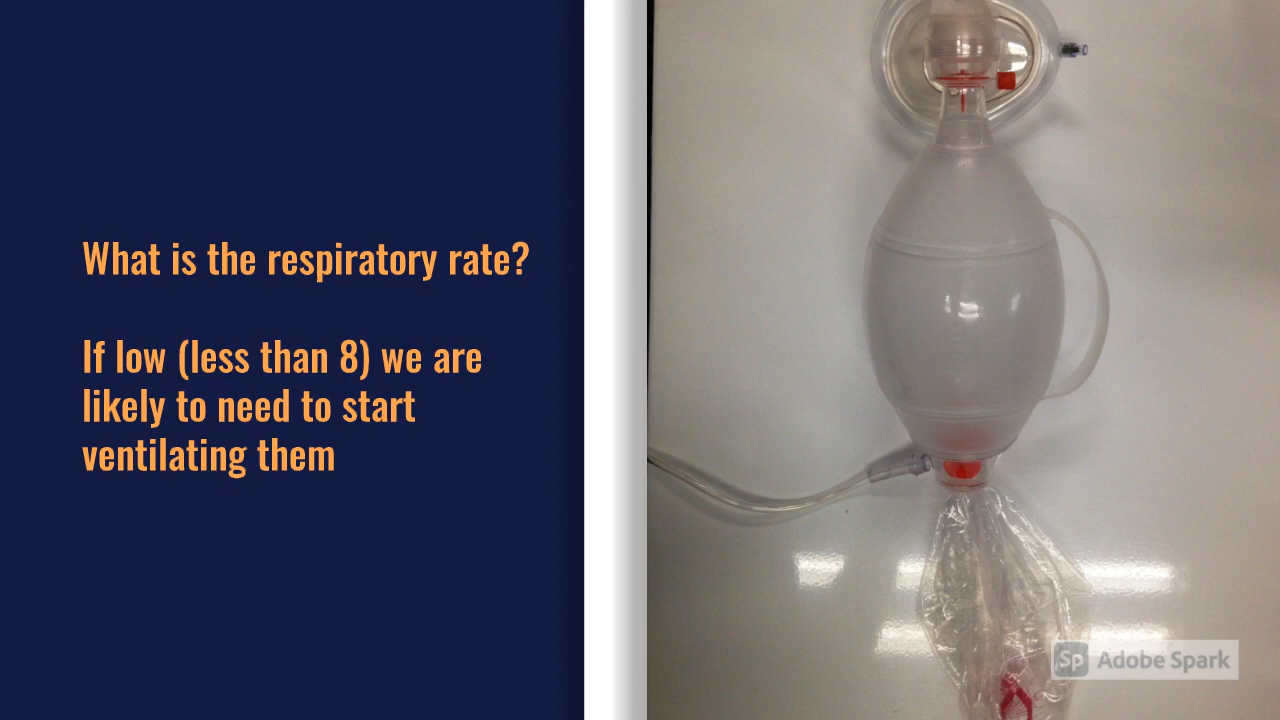 What is the respiratory rate?
If low (less than 8) we are
likely to need to start
ventilating them
Sp Adobe Spark